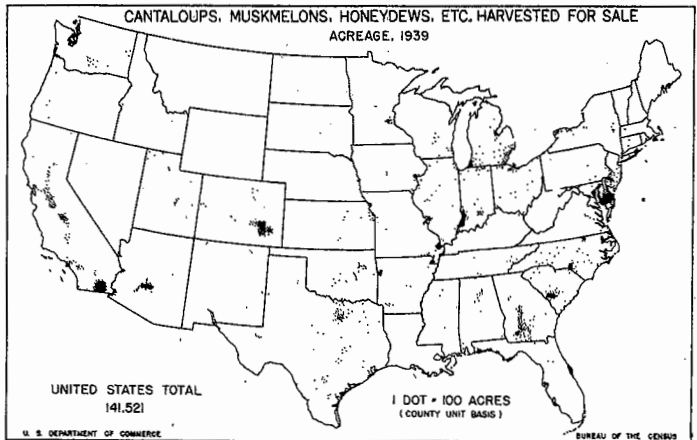 CANTALOUPS, MUSKMELONS, HONEYDEWS, ETC. HARVESTED FOR SALE
ACREAGE, 1939
UNITED STATES TOTAL
141,521
1 DOT = 100 ACRES
(COUNTY UNIT BASIS)
U. S. DEPARTMENT OF COMMERCE
BUREAU OF THE CENSUS